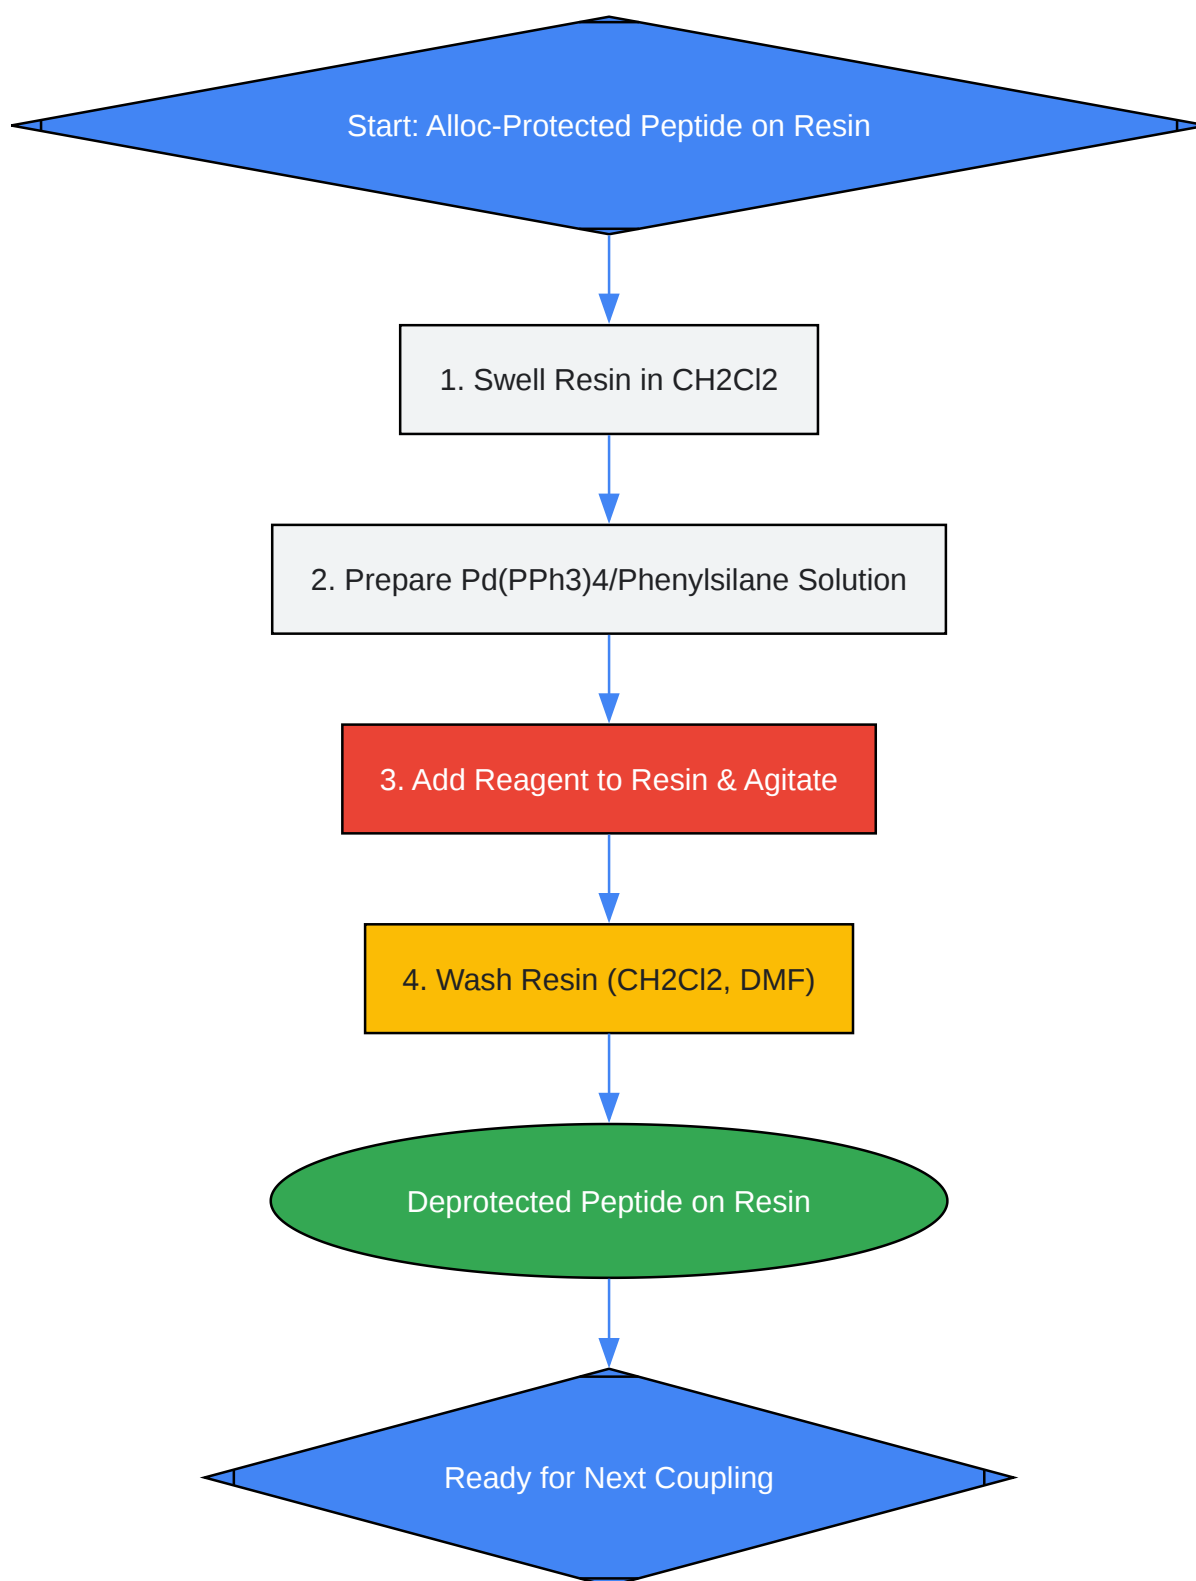 Start: Alloc-Protected Peptide on Resin
1. Swell Resin in CH2Cl2
2. Prepare Pd(PPh3)4/Phenylsilane Solution
3. Add Reagent to Resin & Agitate
4. Wash Resin (CH2Cl2, DMF)
Deprotected Peptide on Resin
Ready for Next Coupling